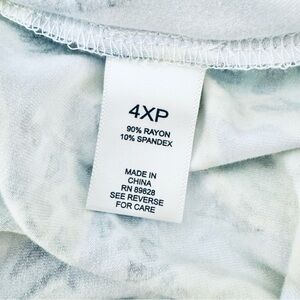 4XP
90% RAYON
10% SPANDEX
MADE IN
CHINA
RN 89828
SEE REVERSE
FOR CARE